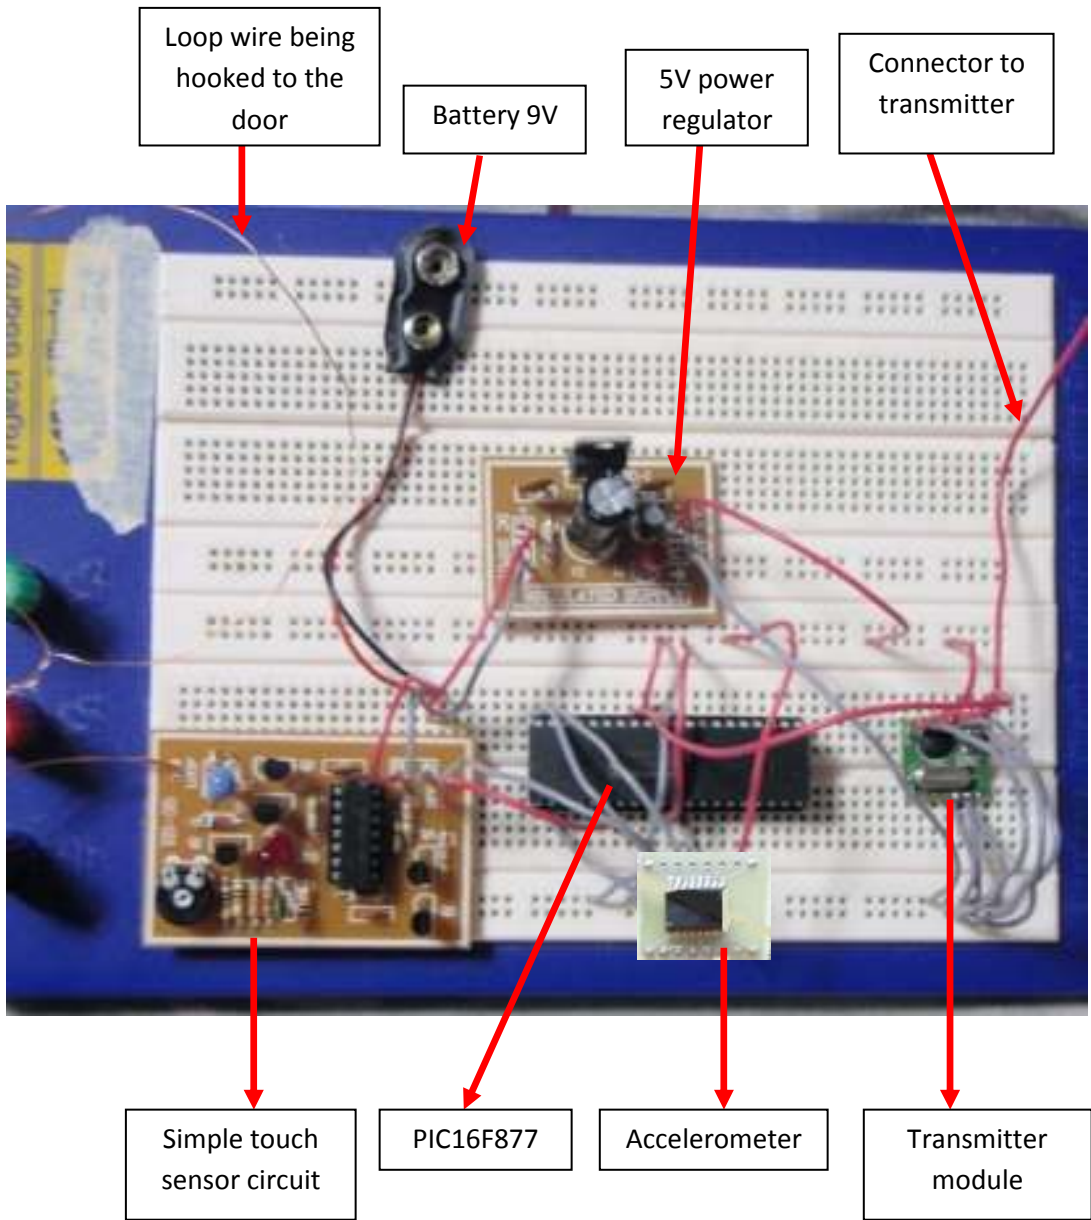 Loop wire being
hooked to the
door
Battery 9V
5V power
regulator
Connector to
transmitter
Simple touch
sensor circuit
PIC16F877
Accelerometer
Transmitter
module